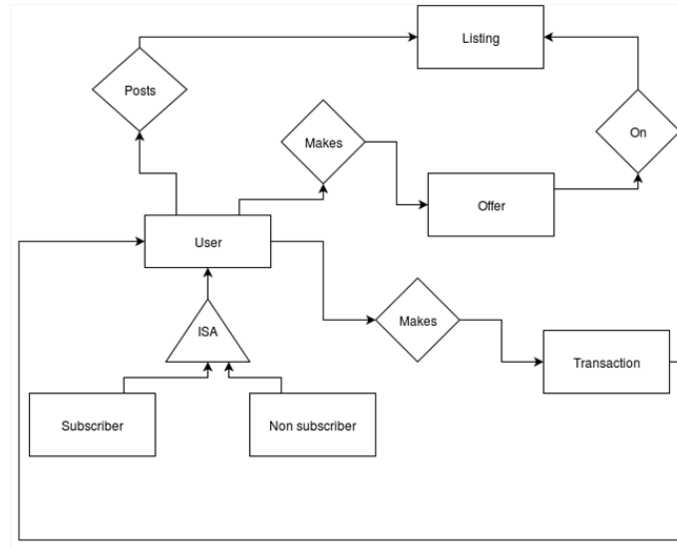 Listing
Posts
On
Makes
Offer
User
Makes
ISA
Transaction
Subscriber
Non subscriber